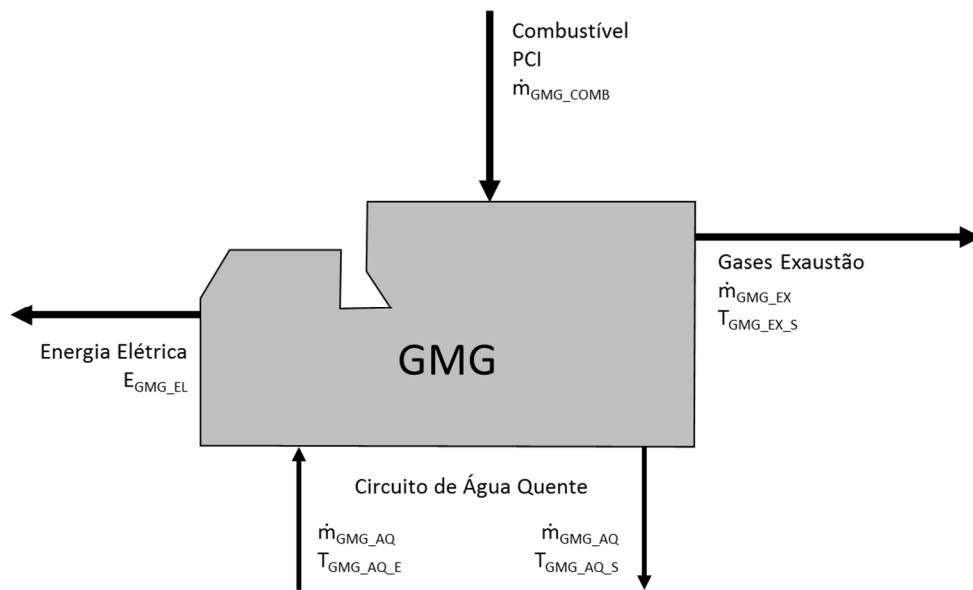 Combustível
PCI
ṁGMG_COMB
Gases Exaustão
ṁGMG_EX
TGMG_EX_S
Energia Elétrica
EGMG_EL
GMG
Circuito de Água Quente
ṁGMG_AQ
TGMG_AQ_E
ṁGMG_AQ
TGMG_AQ_S